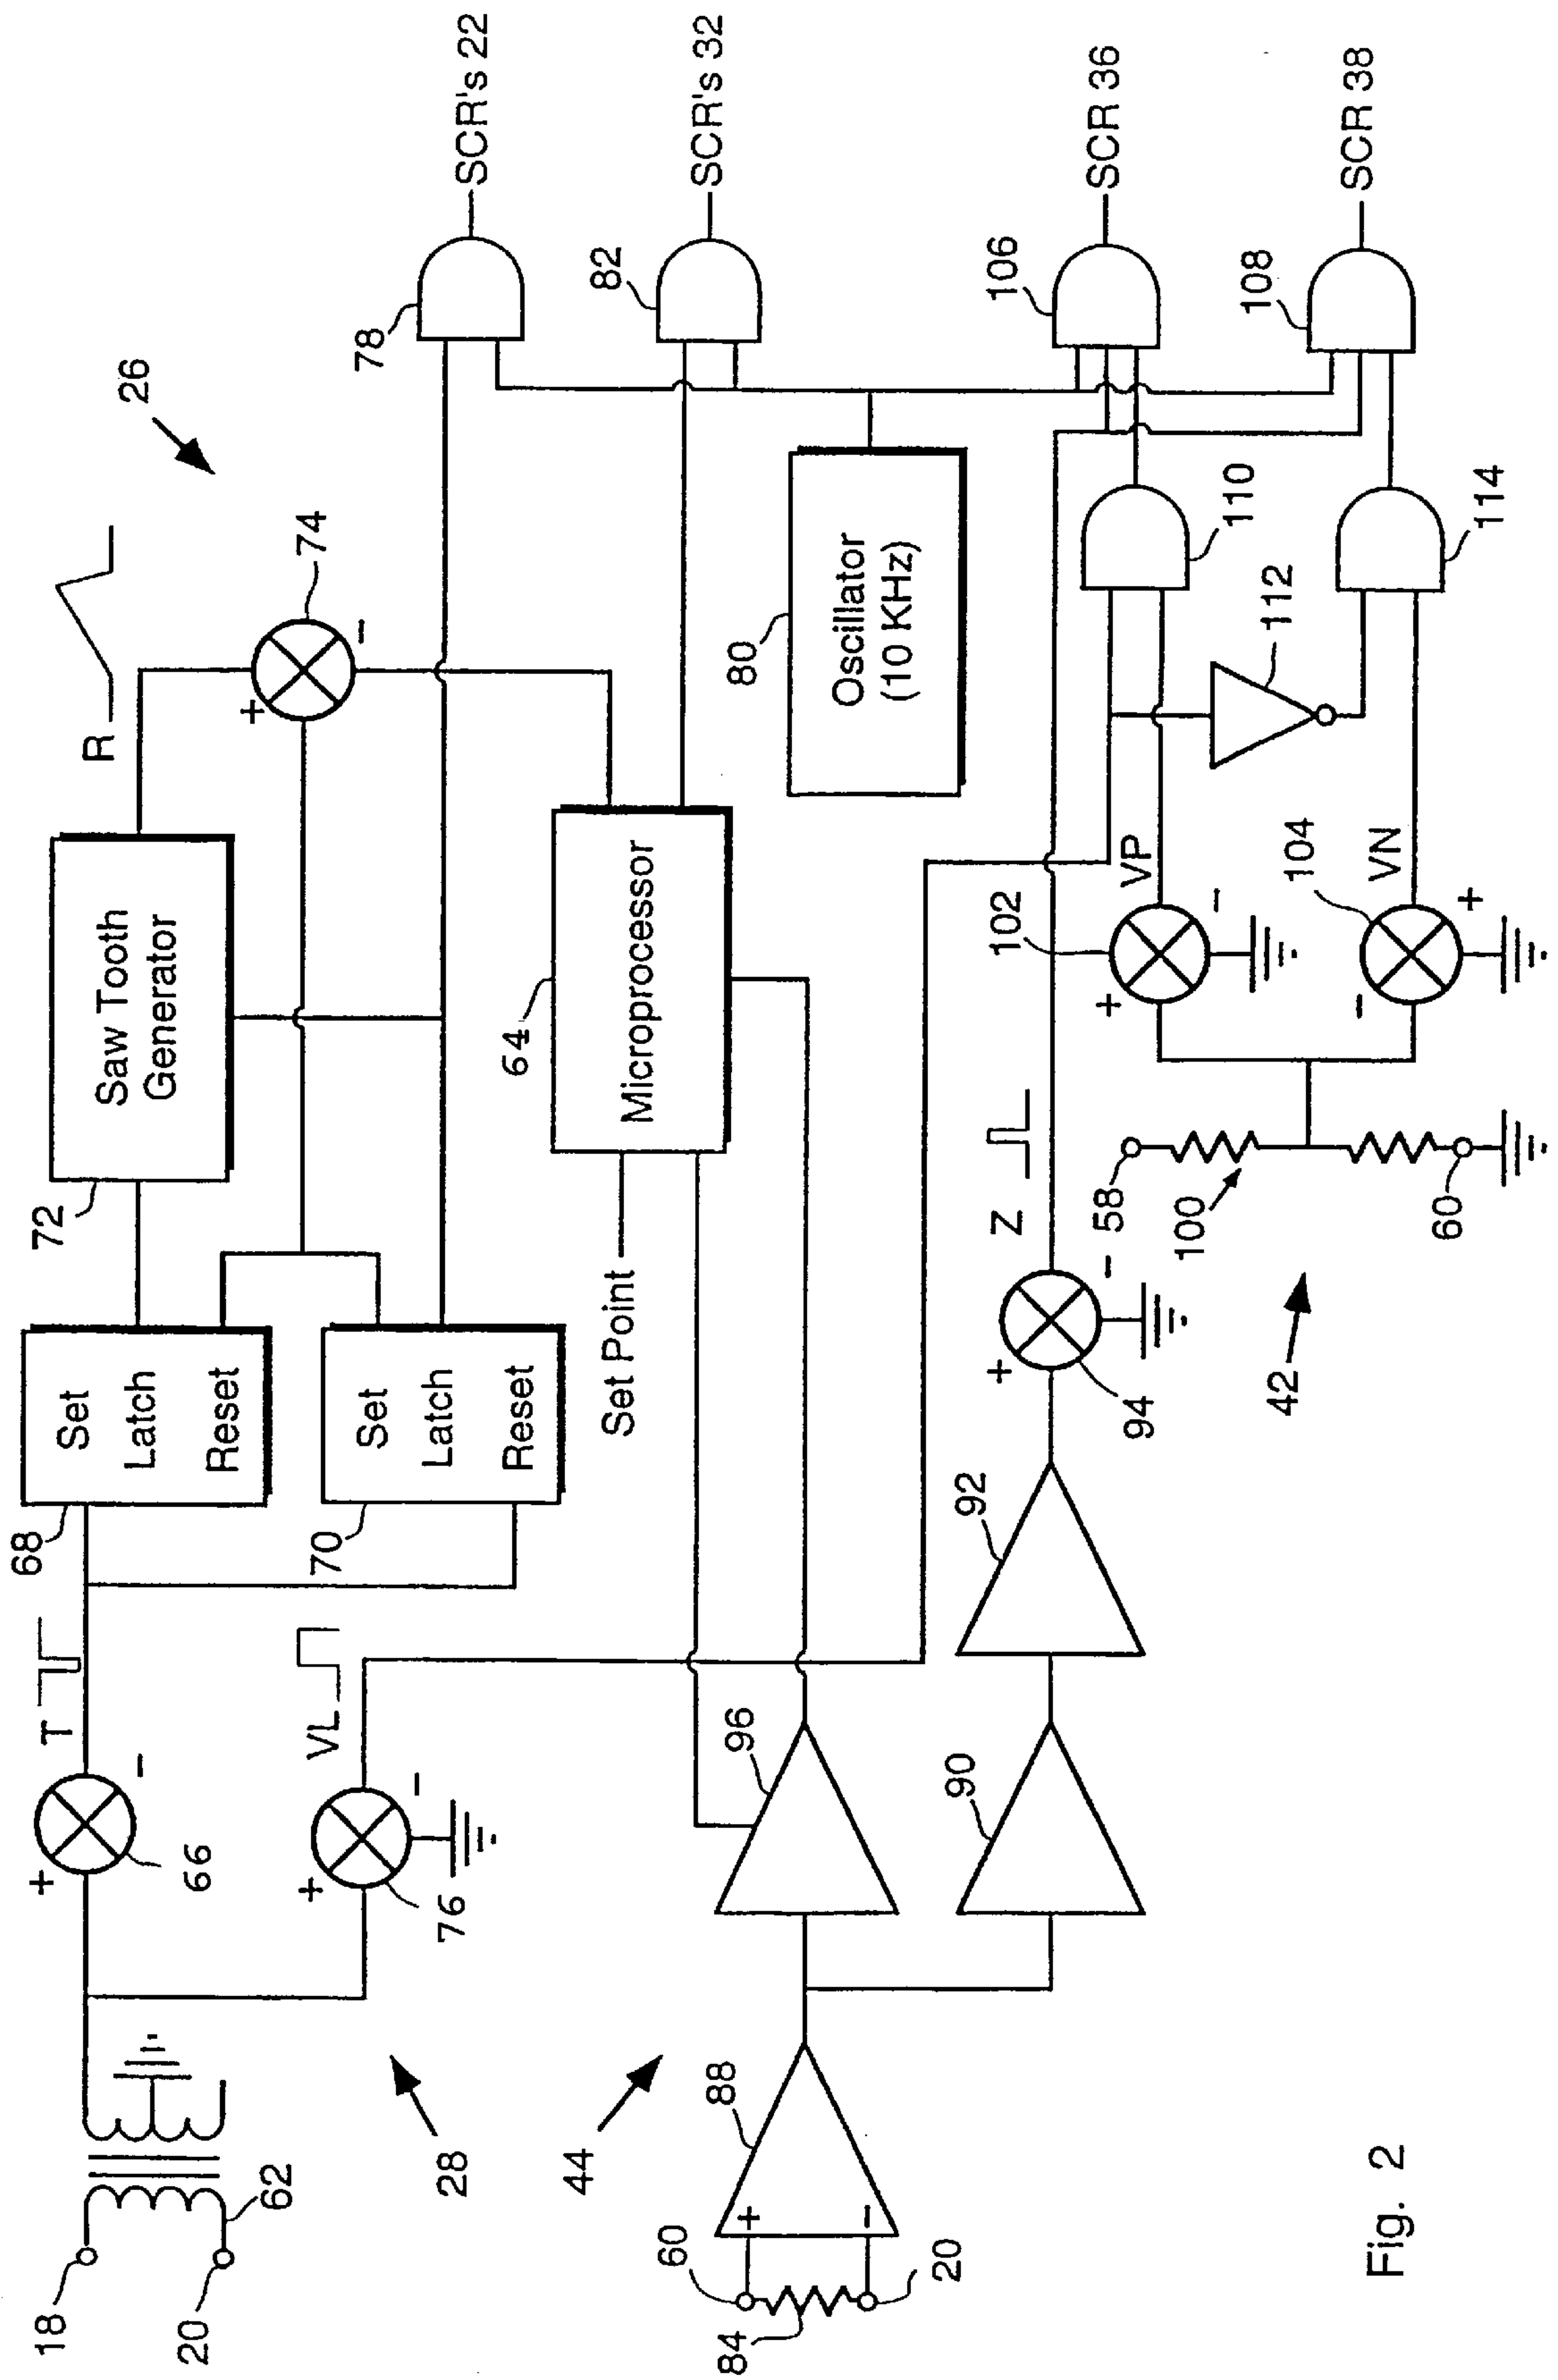 26
R
+
74
-
Saw Tooth
Generator
72
Set
Latch
Reset
68
Set
Latch
Reset
70
T
+
-
66
VL
+
-
76
18
20
62
28
78
SCR's 22
82
SCR's 32
64
Microprocessor
Set Point
80
Oscillator
(10 KHz)
44
60
+
-
84
20
88
96
90
92
+
-
94
Z
106
SCR 36
108
SCR 38
110
112
114
VP
102
+
-
VN
104
-
+
58
100
60
42
Fig. 2